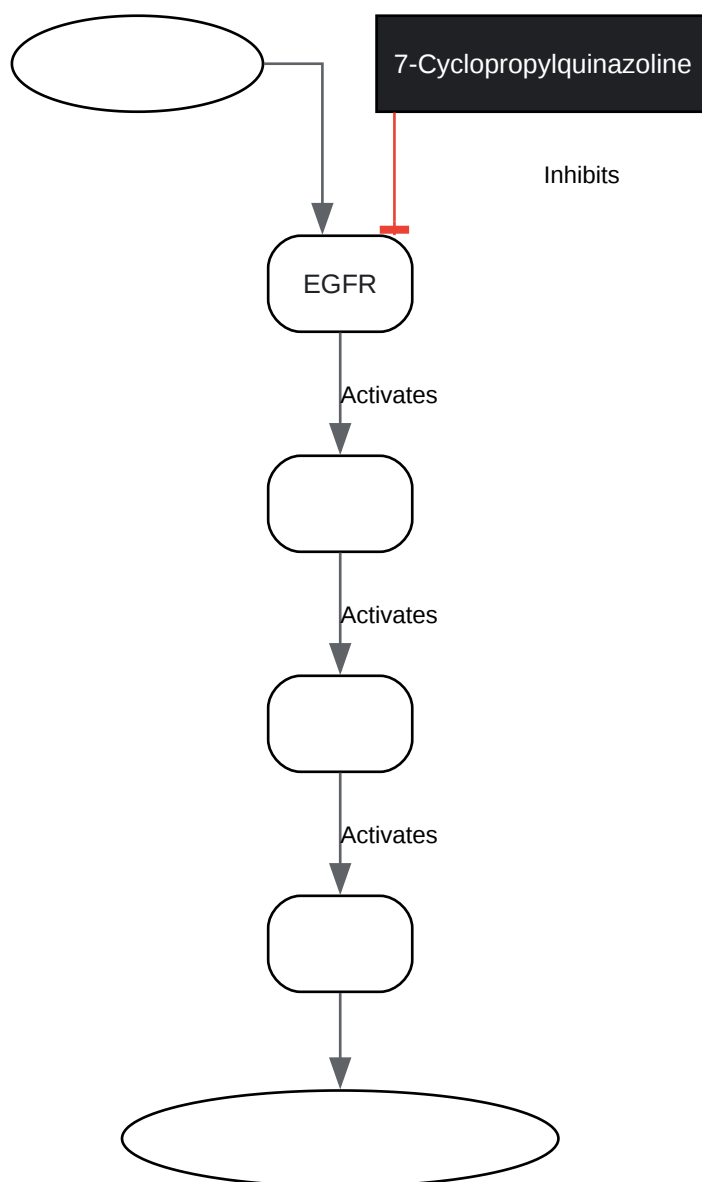 7-Cyclopropylquinazoline
Inhibits
EGFR
Activates
Activates
Activates